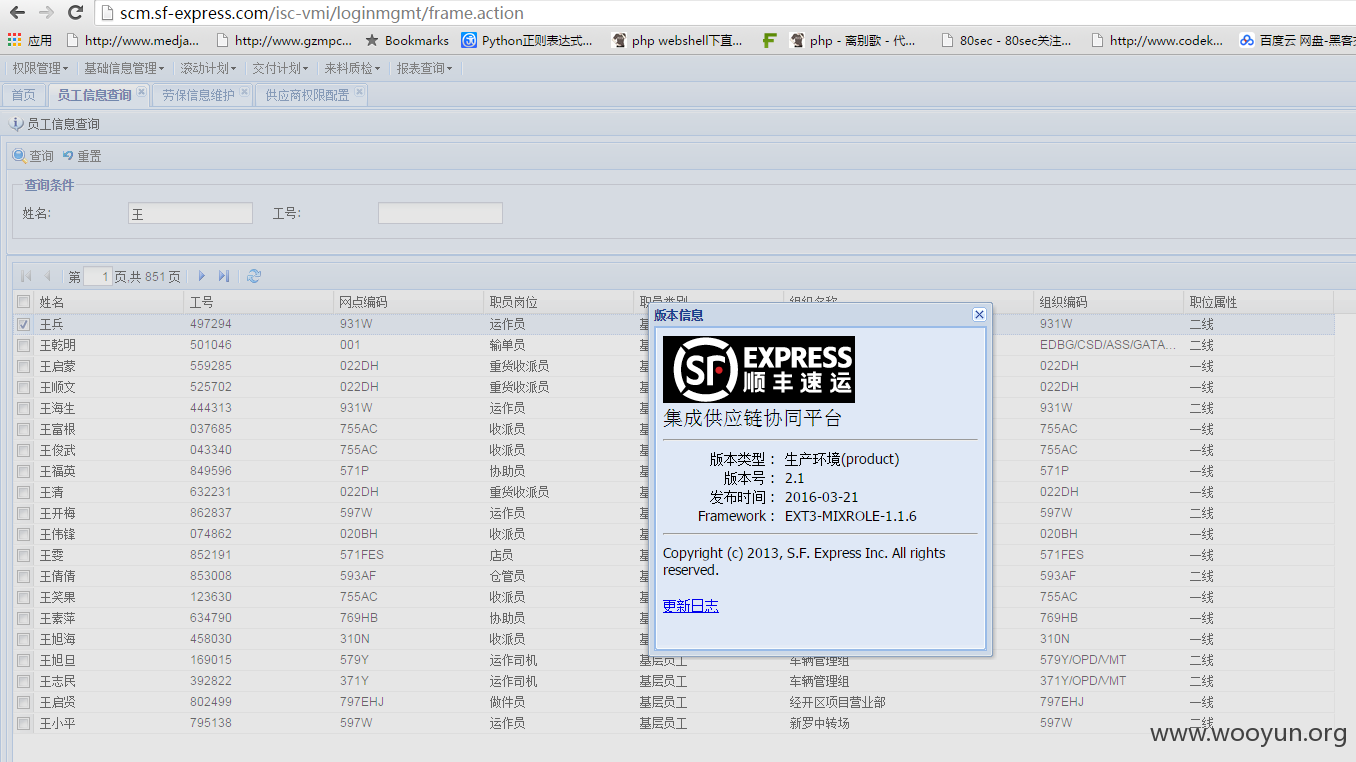 scm.sf-express.com/isc-vmi/loginmgmt/frame.action
应用 http://www.medja... http://www.gzmpc... Bookmarks Python正则表达式... php webshell下直... php - 离别歌 - 代... 80sec - 80sec关注... http://www.codek... 百度云 网盘-黑客
权限管理 基础信息管理 滚动计划 交付计划 来料质检 报表查询
首页 员工信息查询 劳保信息维护 供应商权限配置
员工信息查询
查询 重置
查询条件
姓名: 王 工号:
第 1 页,共 851 页
姓名 工号 网点编码 职员岗位 职员类别 组织名称 组织编码 职位属性
王兵 497294 931W 运作员 931W 二线
王乾明 501046 001 输单员 EDBG/CSD/ASS/GATA... 二线
王启蒙 559285 022DH 重货收派员 022DH 一线
王顺文 525702 022DH 重货收派员 022DH 一线
王海生 444313 931W 运作员 931W 二线
王富根 037685 755AC 收派员 755AC 一线
王俊武 043340 755AC 收派员 755AC 一线
王福英 849596 571P 协助员 571P 一线
王清 632231 022DH 重货收派员 022DH 一线
王开梅 862837 597W 运作员 597W 二线
王伟锋 074862 020BH 收派员 020BH 一线
王雯 852191 571FES 店员 571FES 一线
王倩倩 853008 593AF 仓管员 593AF 二线
王笑果 123630 755AC 收派员 755AC 一线
王素萍 634790 769HB 协助员 769HB 一线
王旭海 458030 310N 收派员 310N 一线
王旭旦 169015 579Y 运作司机 基层员工 车辆管理组 579Y/OPD/VMT 二线
王志民 392822 371Y 运作司机 基层员工 车辆管理组 371Y/OPD/VMT 二线
王启贤 802499 797EHJ 做件员 基层员工 经开区项目营业部 797EHJ 一线
王小平 795138 597W 运作员 基层员工 新罗中转场 597W 二线
版本信息
SF EXPRESS
顺丰速运
集成供应链协同平台
版本类型： 生产环境(product)
版本号： 2.1
发布时间： 2016-03-21
Framework： EXT3-MIXROLE-1.1.6
Copyright (c) 2013, S.F. Express Inc. All rights
reserved.
更新日志
www.wooyun.org